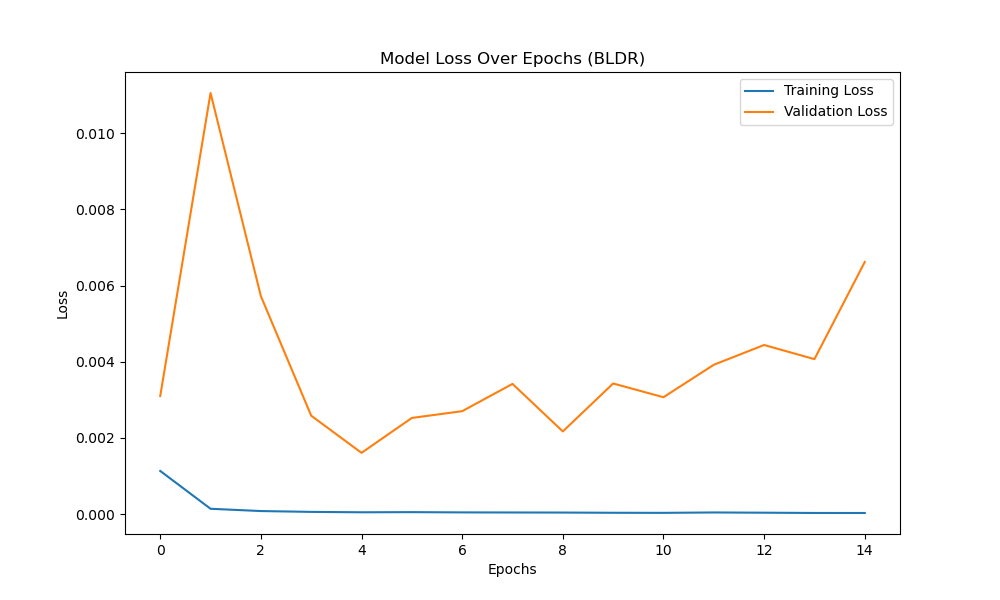 Model Loss Over Epochs (BLDR)
Training Loss
Validation Loss
0.010
0.008
0.006
0.004
0.002
0.000
Loss
0 2 4 6 8 10 12 14
Epochs